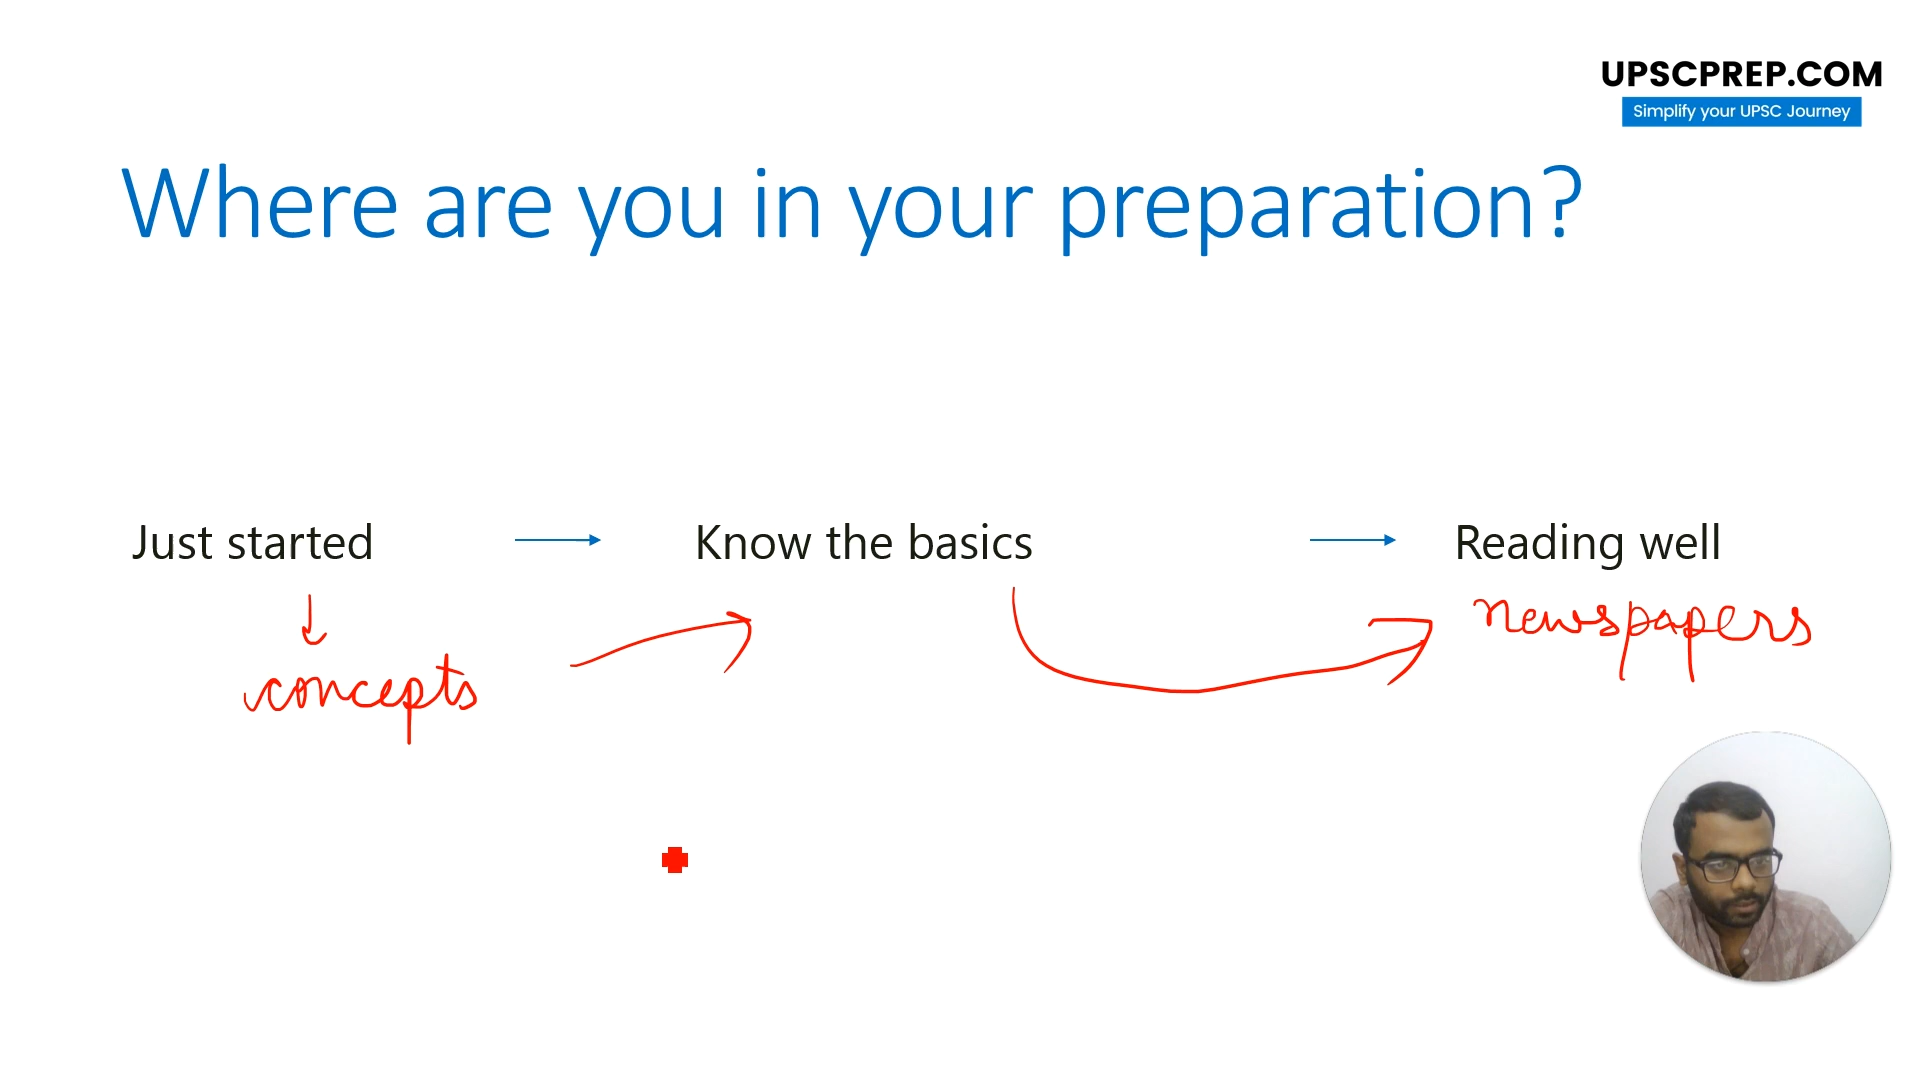 UPSCPREP.COM
Simplify your UPSC Journey
Where are you in your preparation?
Just started
Know the basics
Reading well
newspapers
concepts